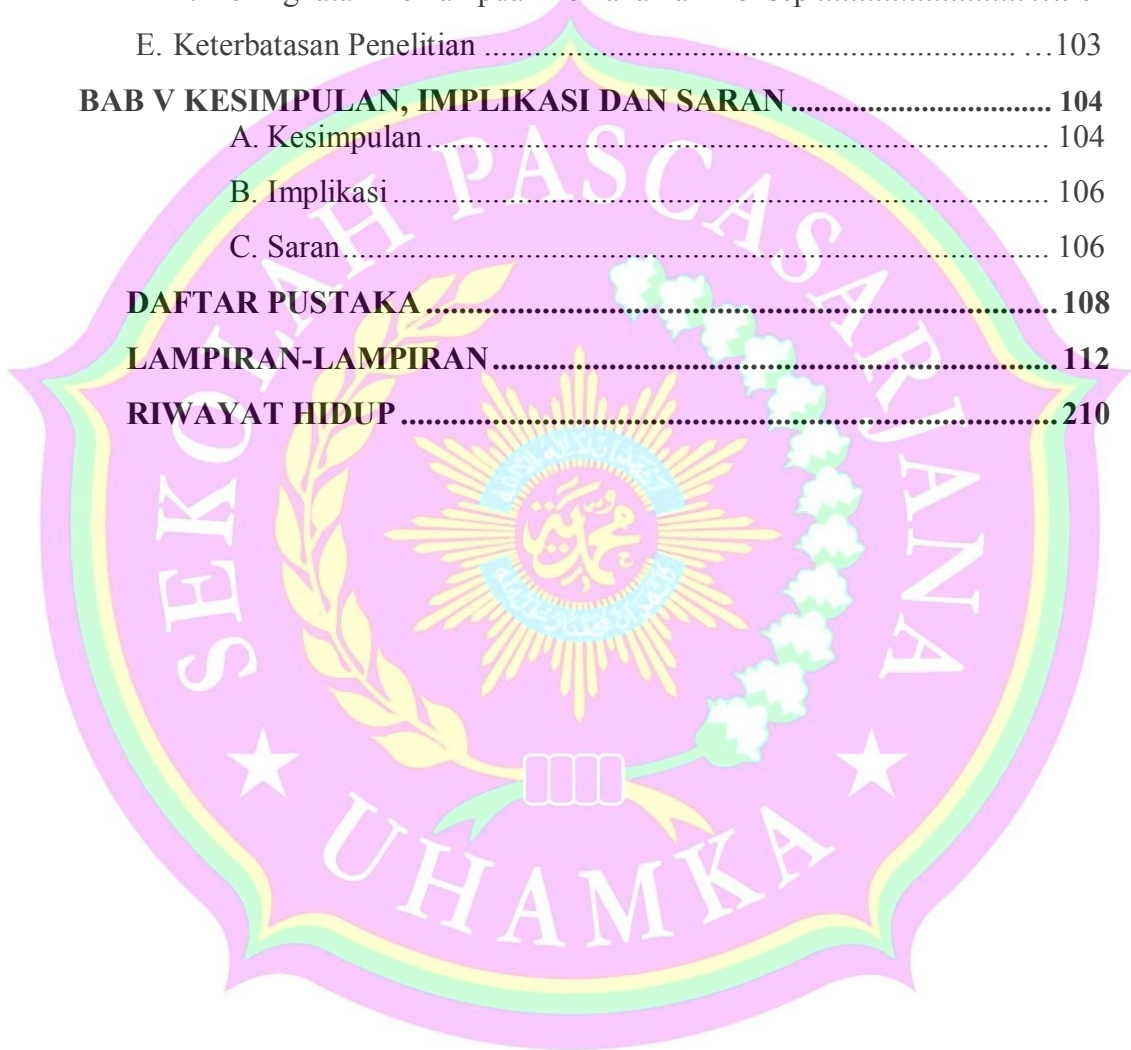 E. Keterbatasan Penelitian ........................................................................ …103
BAB V KESIMPULAN, IMPLIKASI DAN SARAN .................................. 104
A. Kesimpulan .................................................................................. 104
B. Implikasi ...................................................................................... 106
C. Saran ............................................................................................ 106
DAFTAR PUSTAKA .................................................................................... 108
LAMPIRAN-LAMPIRAN ........................................................................... 112
RIWAYAT HIDUP ....................................................................................... 210
SEKOLAH PASCASARJANA
UHAMKA
محمدية